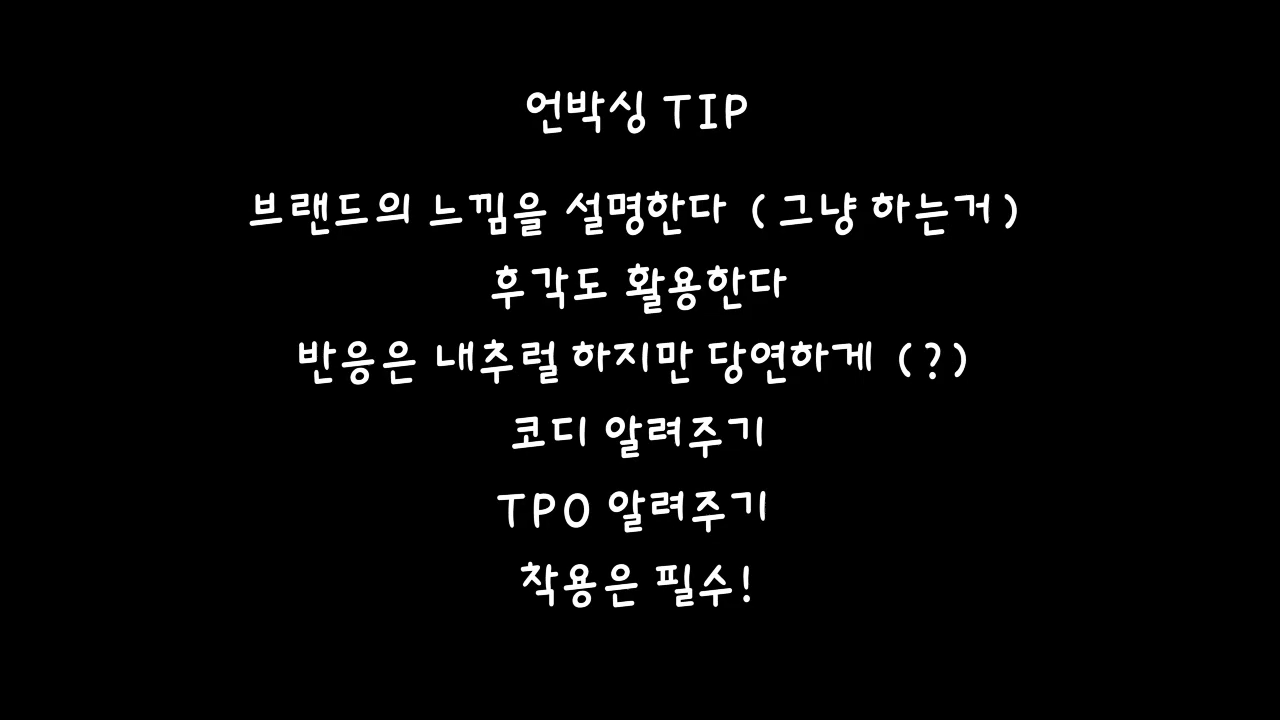 언박싱 TIP
브랜드의 느낌을 설명한다 (그냥 하는거)
후각도 활용한다
반응은 내추럴 하지만 당연하게 (?)
코디 알려주기
TPO 알려주기
착용은 필수!